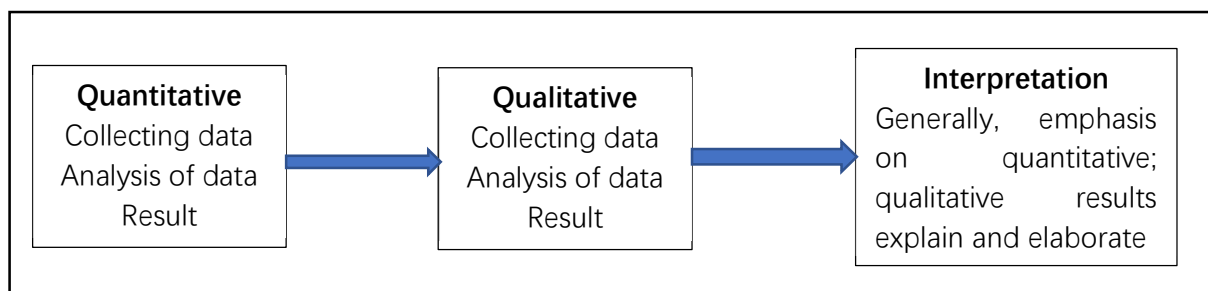 Quantitative
Collecting data
Analysis of data
Result
Qualitative
Collecting data
Analysis of data
Result
Interpretation
Generally, emphasis
on quantitative;
qualitative results
explain and elaborate